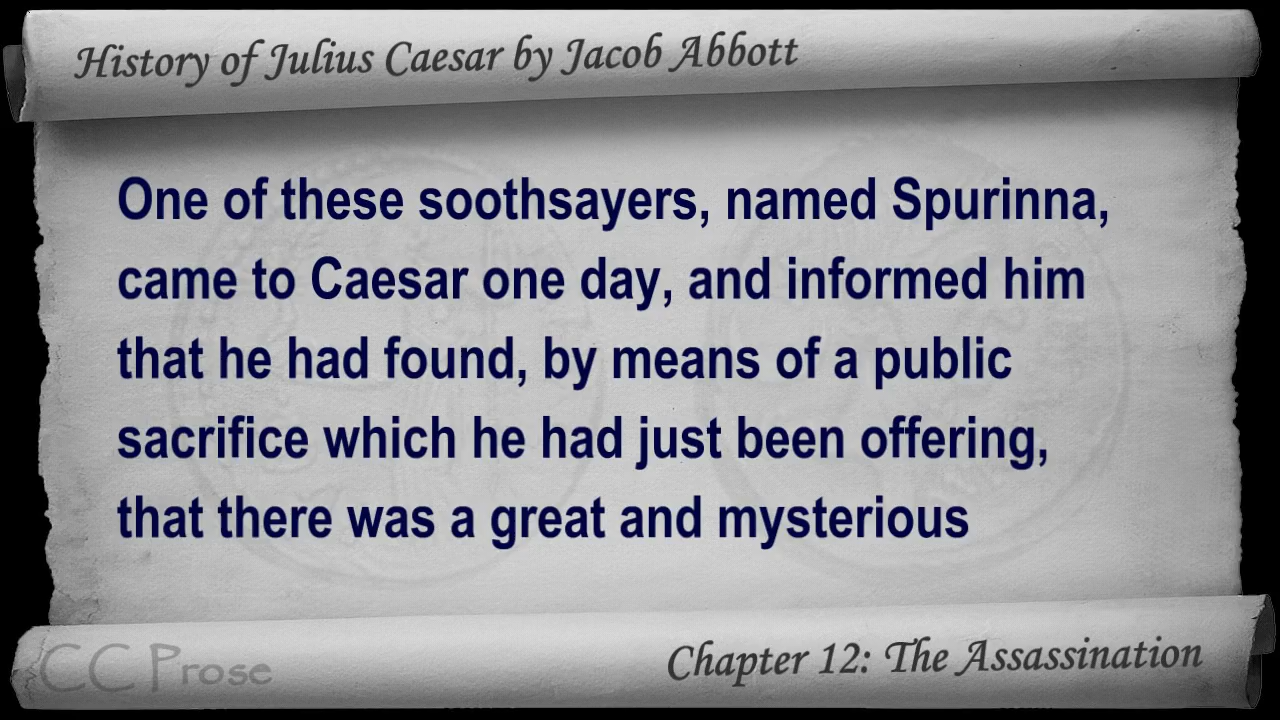 History of Julius Caesar by Jacob Abbott
One of these soothsayers, named Spurinna,
came to Caesar one day, and informed him
that he had found, by means of a public
sacrifice which he had just been offering,
that there was a great and mysterious
CC Prose
Chapter 12: The Assassination